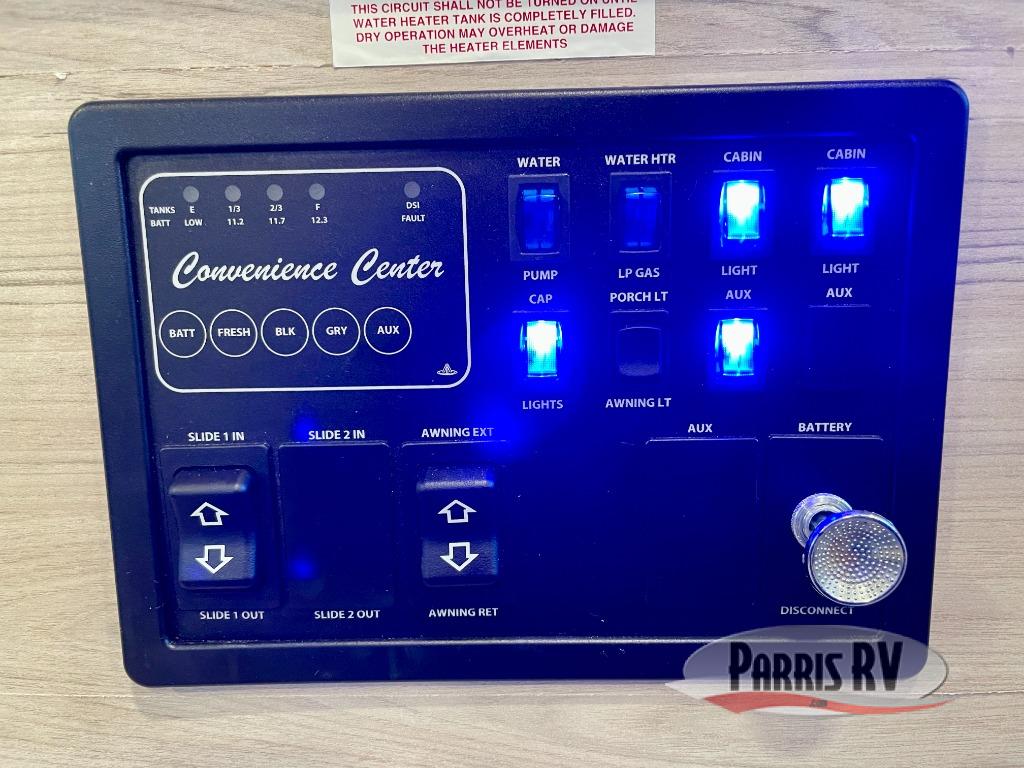 THIS CIRCUIT SHALL NOT BE TURNED ON UNTIL
WATER HEATER TANK IS COMPLETELY FILLED.
DRY OPERATION MAY OVERHEAT OR DAMAGE
THE HEATER ELEMENTS
TANKS E 1/3 2/3 F DSI
BATT LOW 11.2 11.7 12.3 FAULT
Convenience Center
BATT FRESH BLK GRY AUX
WATER WATER HTR CABIN CABIN
PUMP LP GAS LIGHT LIGHT
CAP PORCH LT AUX AUX
LIGHTS AWNING LT
SLIDE 1 IN SLIDE 2 IN AWNING EXT AUX BATTERY
SLIDE 1 OUT SLIDE 2 OUT AWNING RET DISCONNECT
PARRIS RV
.com